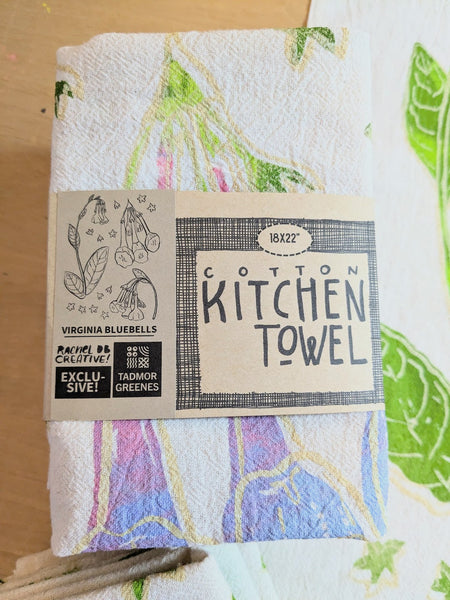 18X22"
COTTON
KITCHEN
TOWEL
VIRGINIA BLUEBELLS
RACHEL DB
CREATIVE!
EXCLU-
SIVE!
TADMOR
GREENES